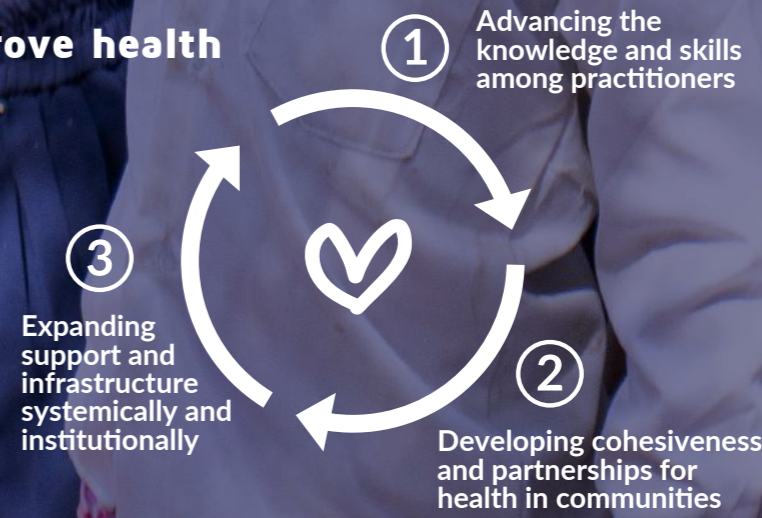 rove health
1
Advancing the
knowledge and skills
among practitioners
2
Developing cohesiveness
and partnerships for
health in communities
3
Expanding
support and
infrastructure
systemically and
institutionally